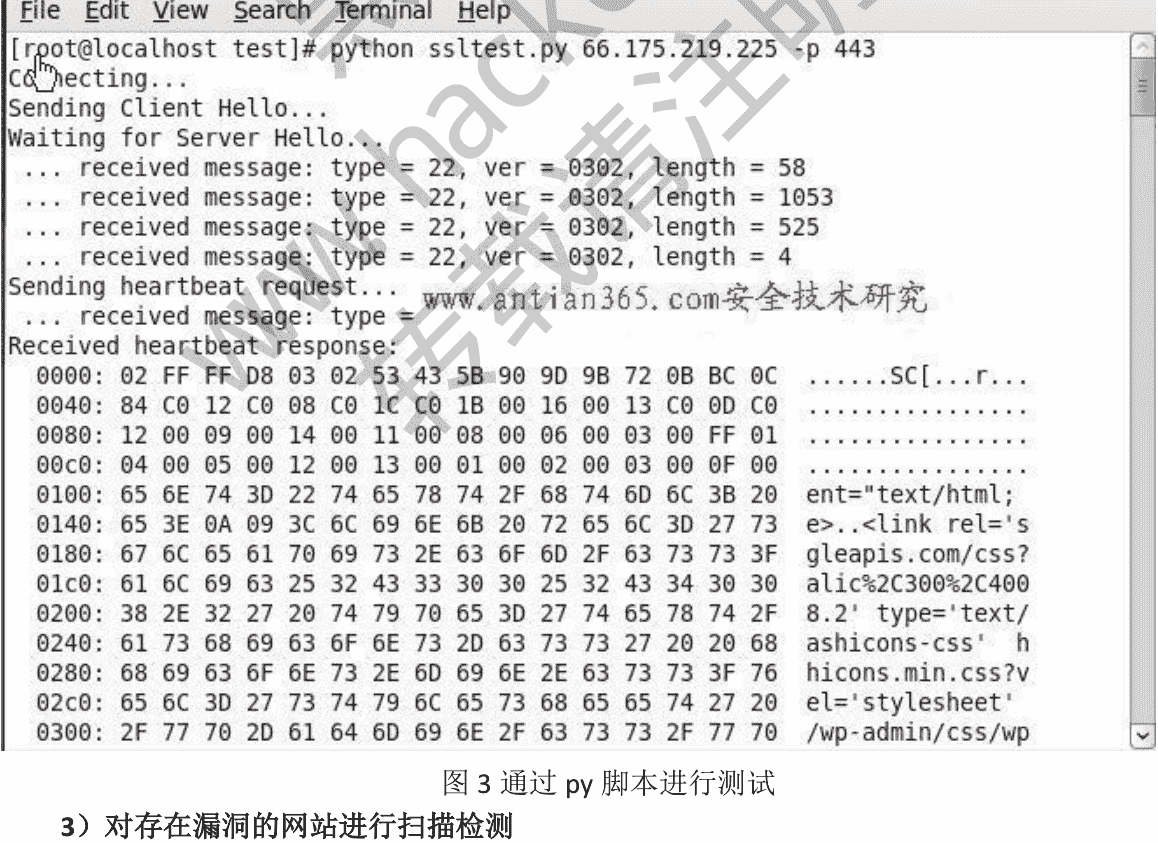 File Edit View Search Terminal Help
[root@localhost test]# python ssltest.py 66.175.219.225 -p 443
Connecting...
Sending Client Hello...
Waiting for Server Hello...
... received message: type = 22, ver = 0302, length = 58
... received message: type = 22, ver = 0302, length = 1053
... received message: type = 22, ver = 0302, length = 525
... received message: type = 22, ver = 0302, length = 4
Sending heartbeat request...
www.antian365.com安全技术研究
... received message: type =
Received heartbeat response:
0000: 02 FF FF D8 03 02 53 43 5B 90 9D 9B 72 0B BC 0C ......SC[...r...
0040: 84 C0 12 C0 08 C0 1C C0 1B 00 16 00 13 C0 0D C0 ................
0080: 12 00 09 00 14 00 11 00 08 00 06 00 03 00 FF 01 ................
00c0: 04 00 05 00 12 00 13 00 01 00 02 00 03 00 0F 00 ................
0100: 65 6E 74 3D 22 74 65 78 74 2F 68 74 6D 6C 3B 20 ent="text/html;
0140: 65 3E 0A 09 3C 6C 69 6E 6B 20 72 65 6C 3D 27 73 e>..<link rel='s
0180: 67 6C 65 61 70 69 73 2E 63 6F 6D 2F 63 73 73 3F gleapis.com/css?
01c0: 61 6C 69 63 25 32 43 33 30 30 25 32 43 34 30 30 alic%2C300%2C400
0200: 38 2E 32 27 20 74 79 70 65 3D 27 74 65 78 74 2F 8.2' type='text/
0240: 61 73 68 69 63 6F 6E 73 2D 63 73 73 27 20 20 68 ashicons-css'  h
0280: 68 69 63 6F 6E 73 2E 6D 69 6E 2E 63 73 73 3F 76 hicons.min.css?v
02c0: 65 6C 3D 27 73 74 79 6C 65 73 68 65 65 74 27 20 el='stylesheet'
0300: 2F 77 70 2D 61 64 6D 69 6E 2F 63 73 73 2F 77 70 /wp-admin/css/wp
图 3 通过 py 脚本进行测试
3）对存在漏洞的网站进行扫描检测